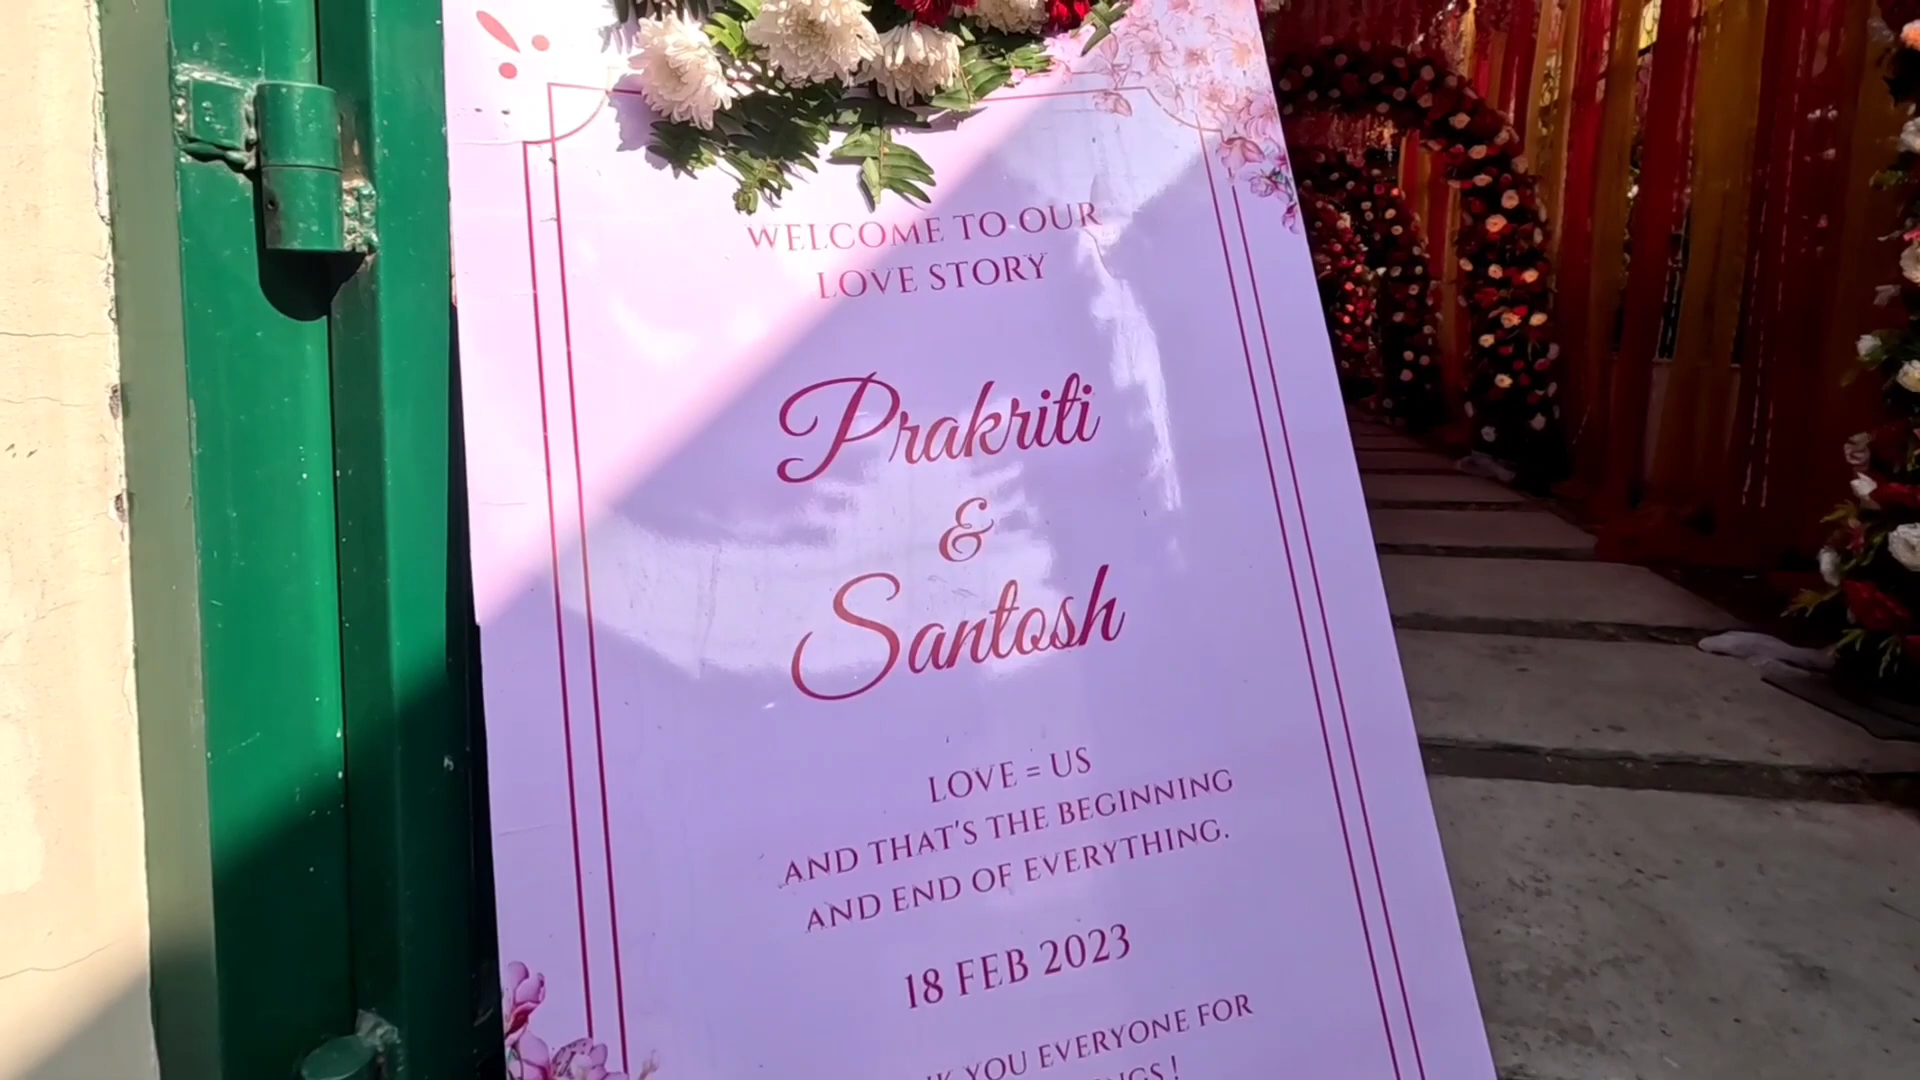 WELCOME TO OUR
LOVE STORY
Prakriti
&
Santosh
LOVE = US
AND THAT'S THE BEGINNING
AND END OF EVERYTHING.
18 FEB 2023
YOU EVERYONE FOR